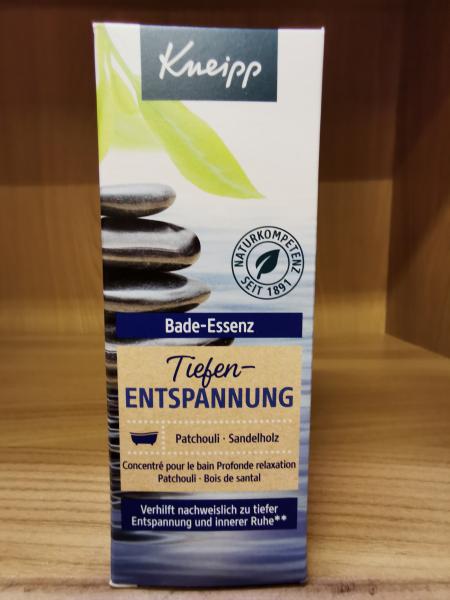 Kneipp
NATURKOMPETENZ
SEIT 1891
Bade-Essenz
Tiefen-
ENTSPANNUNG
Patchouli · Sandelholz
Concentré pour le bain Profonde relaxation
Patchouli · Bois de santal
Verhilft nachweislich zu tiefer
Entspannung und innerer Ruhe**